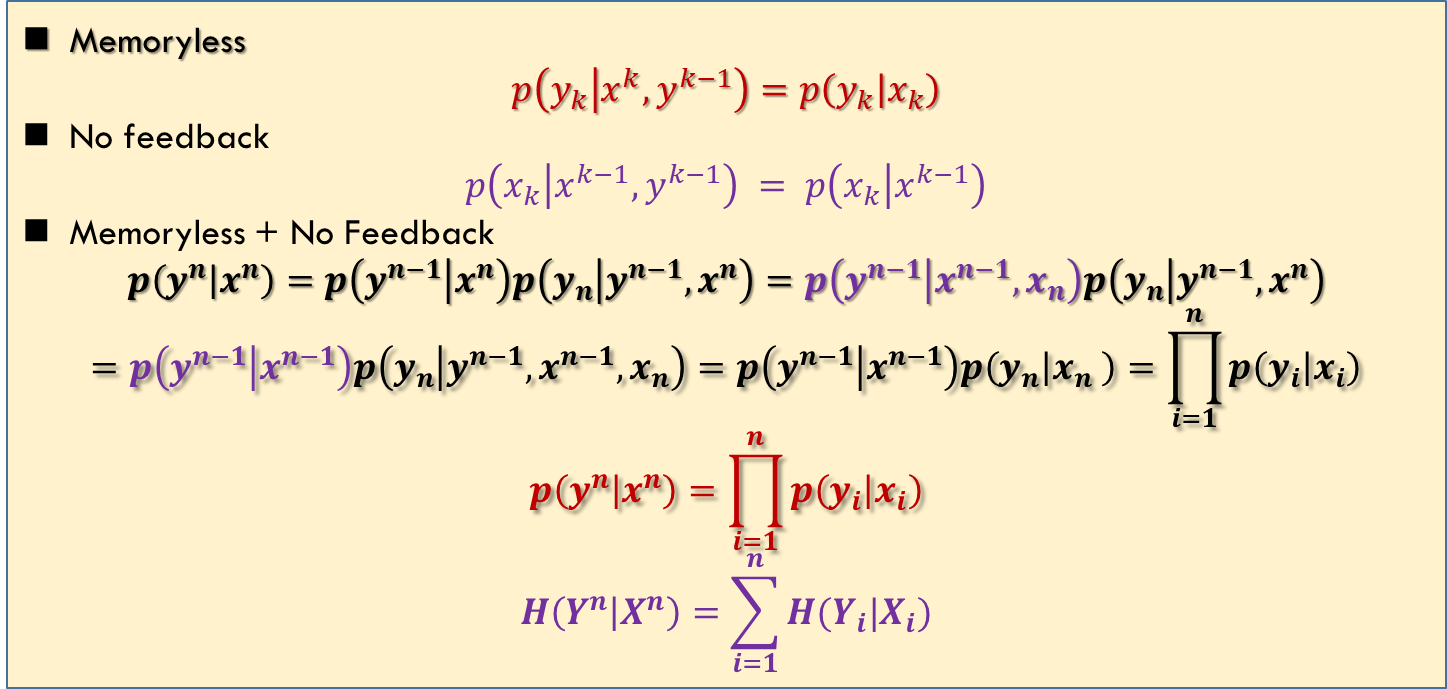 ■ Memoryless
p(y_k|x^k, y^{k−1}) = p(y_k|x_k)
■ No feedback
p(x_k|x^{k−1}, y^{k−1}) = p(x_k|x^{k−1})
■ Memoryless + No Feedback
p(y^n|x^n) = p(y^{n−1}|x^n)p(y_n|y^{n−1}, x^n) = p(y^{n−1}|x^{n−1}, x_n)p(y_n|y^{n−1}, x^n)
= p(y^{n−1}|x^{n−1})p(y_n|y^{n−1}, x^{n−1}, x_n) = p(y^{n−1}|x^{n−1})p(y_n|x_n) = ∏_{i=1}^{n} p(y_i|x_i)
p(y^n|x^n) = ∏_{i=1}^{n} p(y_i|x_i)
H(Y^n|X^n) = ∑_{i=1}^{n} H(Y_i|X_i)